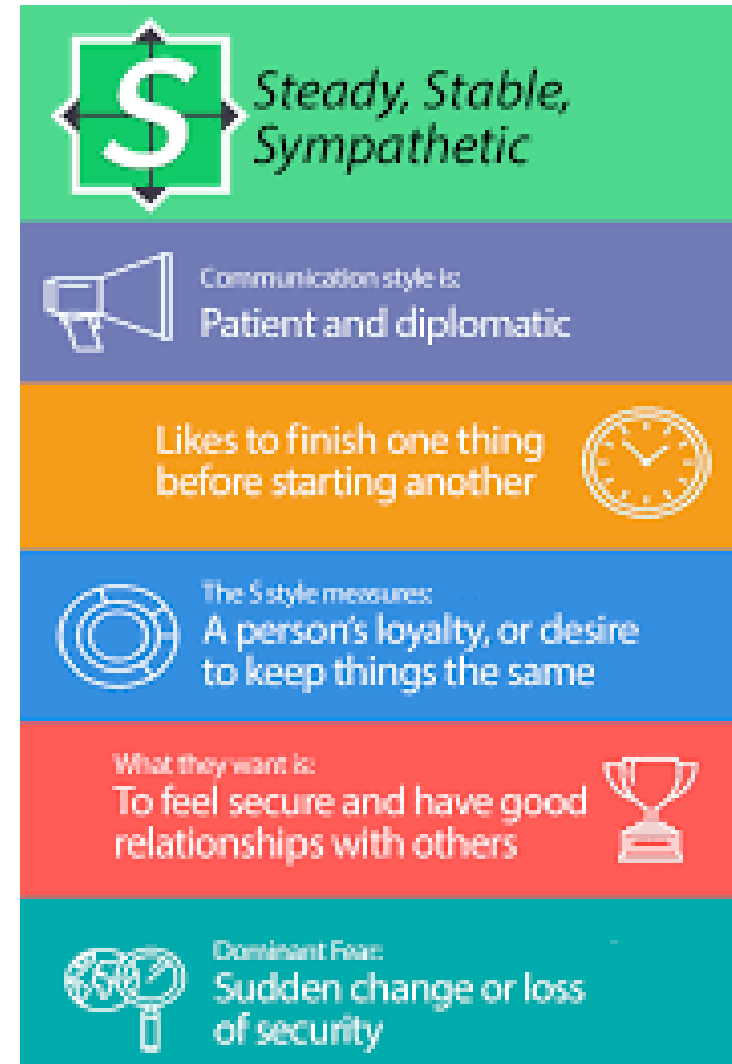 S
Steady, Stable,
Sympathetic
Communication style is:
Patient and diplomatic
Likes to finish one thing
before starting another
The S style measures:
A person's loyalty, or desire
to keep things the same
What they want is:
To feel secure and have good
relationships with others
Dominant Fear:
Sudden change or loss
of security